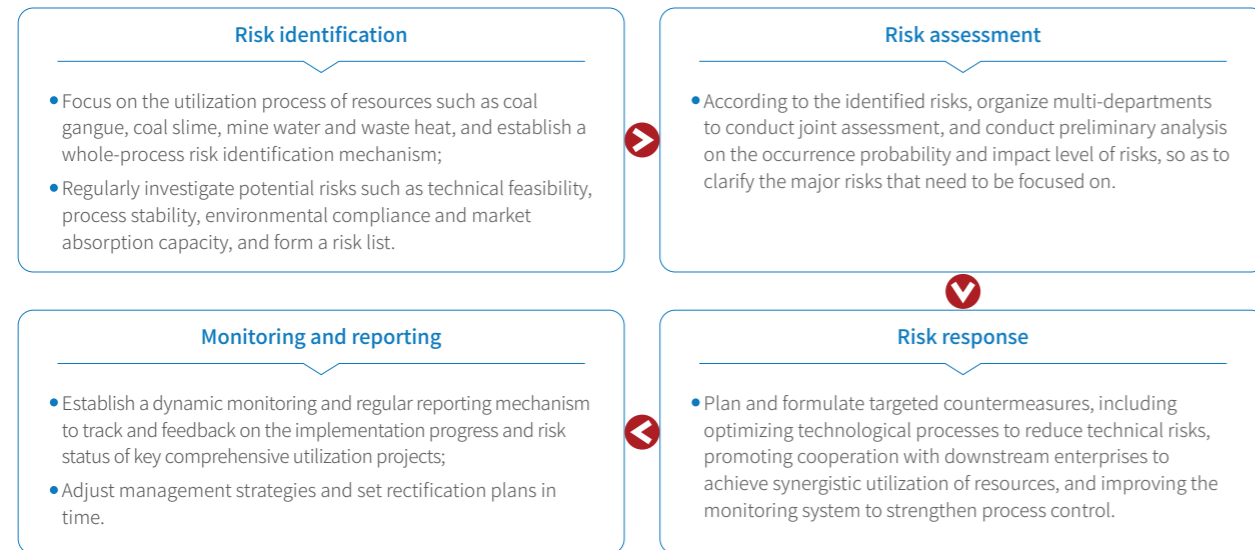 Risk identification
• Focus on the utilization process of resources such as coal
gangue, coal slime, mine water and waste heat, and establish a
whole-process risk identification mechanism;
• Regularly investigate potential risks such as technical feasibility,
process stability, environmental compliance and market
absorption capacity, and form a risk list.
Risk assessment
• According to the identified risks, organize multi-departments
to conduct joint assessment, and conduct preliminary analysis
on the occurrence probability and impact level of risks, so as to
clarify the major risks that need to be focused on.
Risk response
• Plan and formulate targeted countermeasures, including
optimizing technological processes to reduce technical risks,
promoting cooperation with downstream enterprises to
achieve synergistic utilization of resources, and improving the
monitoring system to strengthen process control.
Monitoring and reporting
• Establish a dynamic monitoring and regular reporting mechanism
to track and feedback on the implementation progress and risk
status of key comprehensive utilization projects;
• Adjust management strategies and set rectification plans in
time.